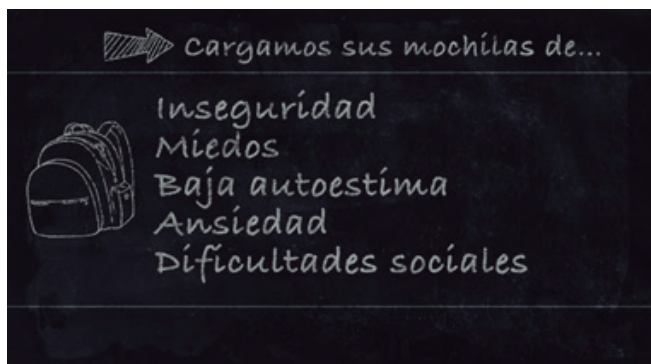 Cargamos sus mochilas de...
Inseguridad
Miedos
Baja autoestima
Ansiedad
Dificultades sociales